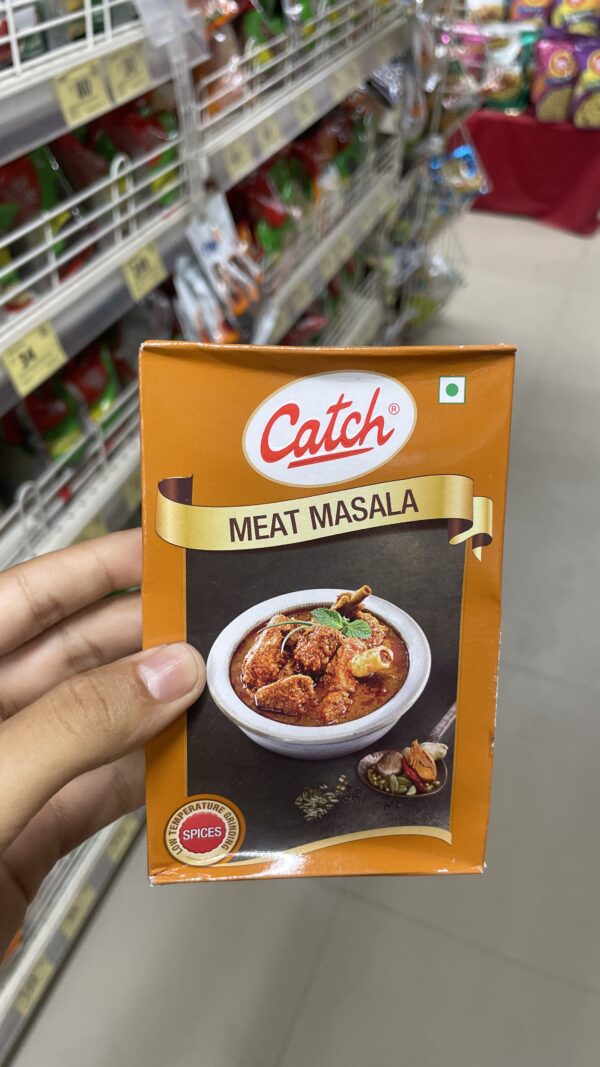 Catch®
MEAT MASALA
LOW TEMPERATURE GRINDING
SPICES